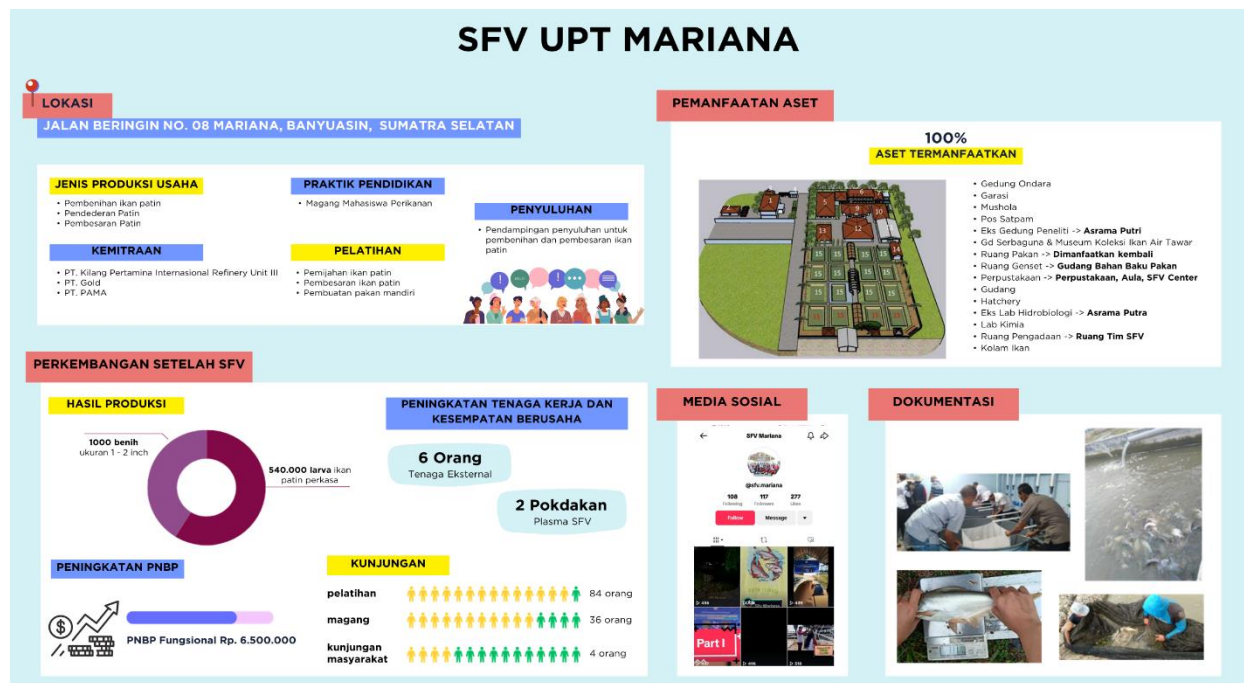 SFV UPT MARIANA
LOKASI
JALAN BERINGIN NO. 08 MARIANA, BANYUASIN, SUMATRA SELATAN
JENIS PRODUKSI USAHA
• Pembenihan ikan patin
• Pendederan Patin
• Pembesaran Patin
KEMITRAAN
• PT. Kilang Pertamina Internasional Refinery Unit III
• PT. Gold
• PT. PAMA
PRAKTIK PENDIDIKAN
• Magang Mahasiswa Perikanan
PELATIHAN
• Pemijahan ikan patin
• Pembesaran ikan patin
• Pembuatan pakan mandiri
PENYULUHAN
• Pendampingan penyuluhan untuk
pembenihan dan pembesaran ikan
patin
PEMANFAATAN ASET
100%
ASET TERMANFAATKAN
• Gedung Ondara
• Garasi
• Mushola
• Pos Satpam
• Eks Gedung Peneliti -> Asrama Putri
• Gd Serbaguna & Museum Koleksi Ikan Air Tawar
• Ruang Pakan -> Dimanfaatkan kembali
• Ruang Genset -> Gudang Bahan Baku Pakan
• Perpustakaan -> Perpustakaan, Aula, SFV Center
• Gudang
• Hatchery
• Eks Lab Hidrobiologi -> Asrama Putra
• Lab Kimia
• Ruang Pengadaan -> Ruang Tim SFV
• Kolam Ikan
PERKEMBANGAN SETELAH SFV
HASIL PRODUKSI
1000 benih
ukuran 1 - 2 inch
540.000 larva ikan
patin perkasa
PENINGKATAN TENAGA KERJA DAN
KESEMPATAN BERUSAHA
6 Orang
Tenaga Eksternal
2 Pokdakan
Plasma SFV
PENINGKATAN PNBP
PNBP Fungsional Rp. 6.500.000
KUNJUNGAN
pelatihan
84 orang
magang
36 orang
kunjungan
masyarakat
4 orang
MEDIA SOSIAL
SFV Mariana
@sfv.mariana
108 117 277
Following Followers Likes
Follow Message
Part I
DOKUMENTASI